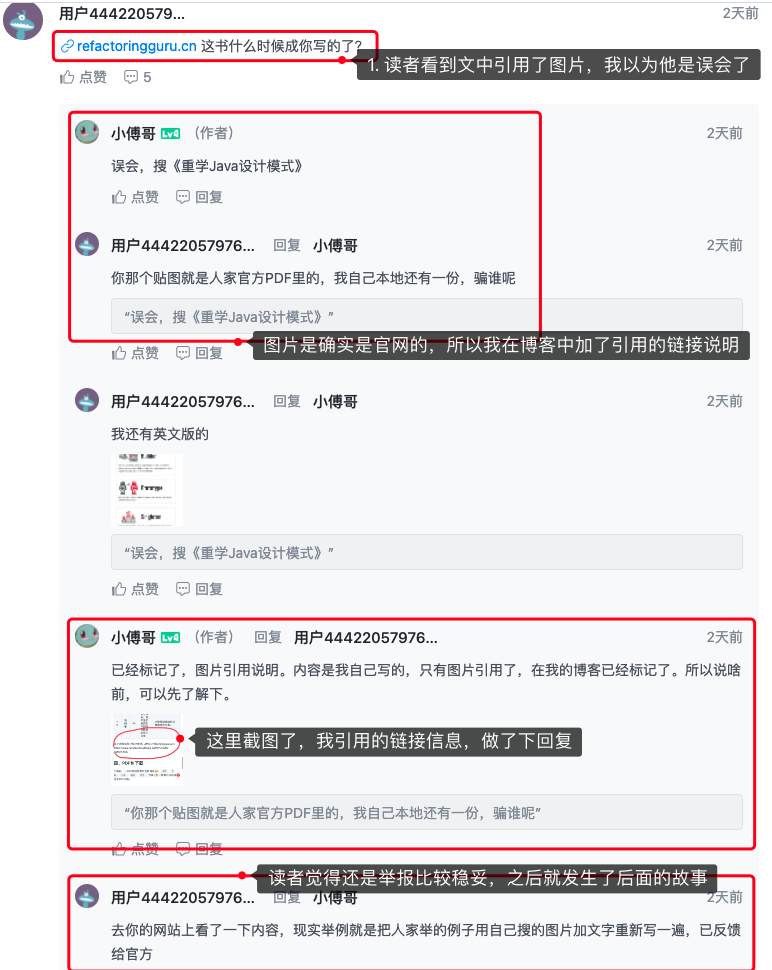 用户444220579...
2天前
refactoringguru.cn 这书什么时候成你写的了?
1. 读者看到文中引用了图片，我以为他是误会了
点赞 5
小傅哥 Lv4 （作者）
2天前
误会，搜《重学Java设计模式》
点赞 回复
用户44422057976... 回复 小傅哥
2天前
你那个贴图就是人家官方PDF里的，我自己本地还有一份，骗谁呢
“误会，搜《重学Java设计模式》”
图片是确实是官网的，所以我在博客中加了引用的链接说明
点赞 回复
用户44422057976... 回复 小傅哥
2天前
我还有英文版的
“误会，搜《重学Java设计模式》”
点赞 回复
小傅哥 Lv4 （作者） 回复 用户44422057976...
2天前
已经标记了，图片引用说明。内容是我自己写的，只有图片引用了，在我的博客已经标记了。所以说啥
前，可以先了解下。
这里截图了，我引用的链接信息，做了下回复
“你那个贴图就是人家官方PDF里的，我自己本地还有一份，骗谁呢”
点赞 回复
读者觉得还是举报比较稳妥，之后就发生了后面的故事
用户44422057976... 回复 小傅哥
2天前
去你的网站上看了一下内容，现实举例就是把人家举的例子用自己搜的图片加文字重新写一遍，已反馈
给官方